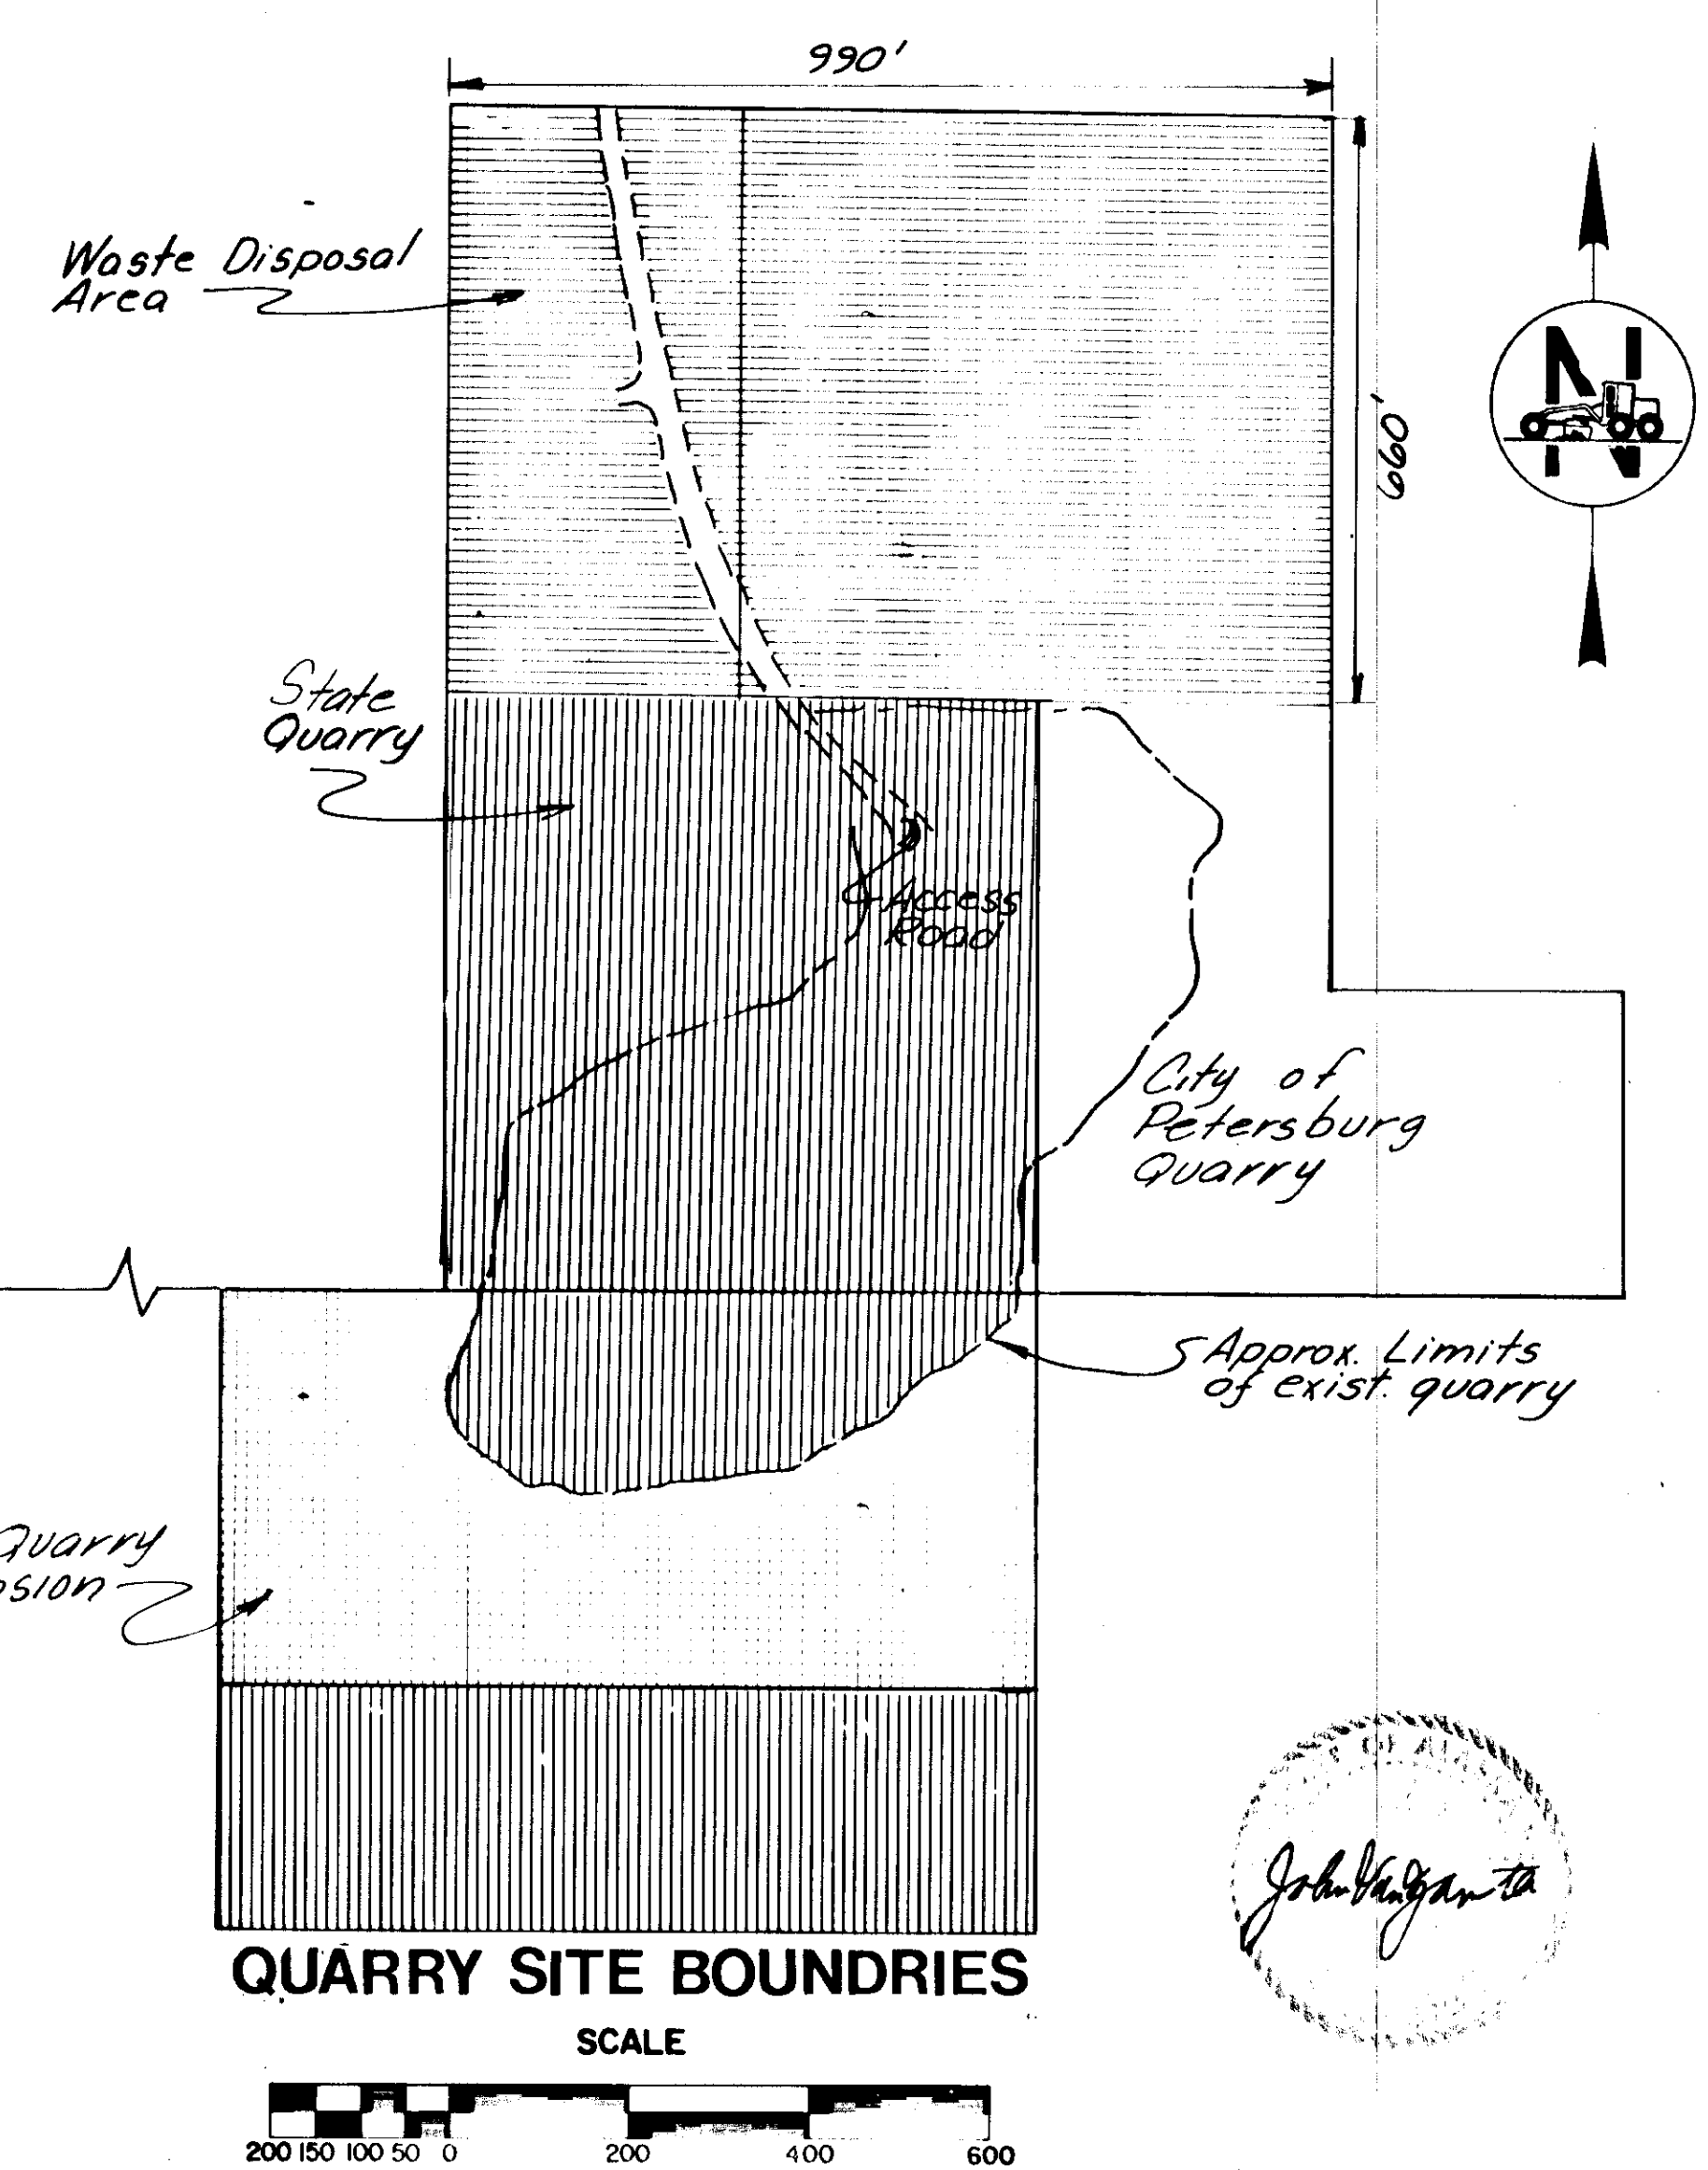 990'
Waste Disposal
Area
660'
N
State
Quarry
Access
Road
City of
Petersburg
Quarry
Approx. Limits
of exist. quarry
Quarry
QUARRY SITE BOUNDRIES
SCALE
200 150 100 50 0 200 400 600